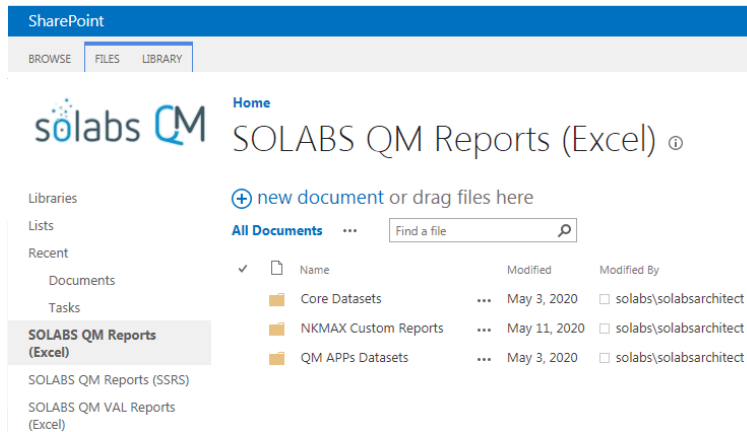 SharePoint
BROWSE FILES LIBRARY
sölabs QM
Home
SOLABS QM Reports (Excel)
new document or drag files here
All Documents ... Find a file
Name Modified Modified By
Core Datasets ... May 3, 2020 solabs\solabsarchitect
NKMAX Custom Reports ... May 11, 2020 solabs\solabsarchitect
QM APPs Datasets ... May 3, 2020 solabs\solabsarchitect
Libraries
Lists
Recent
Documents
Tasks
SOLABS QM Reports
(Excel)
SOLABS QM Reports (SSRS)
SOLABS QM VAL Reports
(Excel)